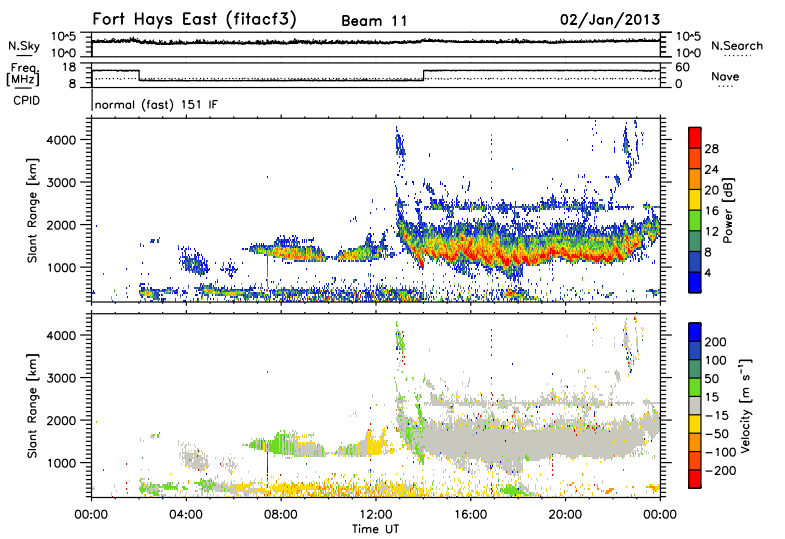 Fort Hays East (fitacf3) Beam 11 02/Jan/2013
N.Sky 10^5 10^0 10^5 10^0 N.Search
Freq. [MHz] 18 8 60 0 Nave
CPID normal (fast) 151 IF
Slant Range [km] 4000 3000 2000 1000
28 24 20 16 12 8 4 Power [dB]
Slant Range [km] 4000 3000 2000 1000
200 100 50 15 −15 −50 −100 −200 Velocity [m s⁻¹]
00:00 04:00 08:00 12:00 16:00 20:00 00:00
Time UT